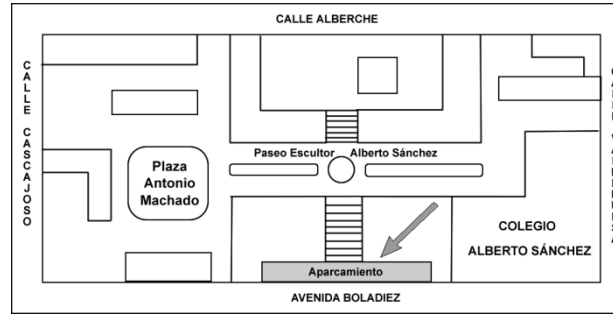 CALLE ALBERCHE
CALLE CASCAJOSO
Paseo Escultor Alberto Sánchez
Plaza
Antonio
Machado
COLEGIO
ALBERTO SÁNCHEZ
Aparcamiento
AVENIDA BOLADIEZ